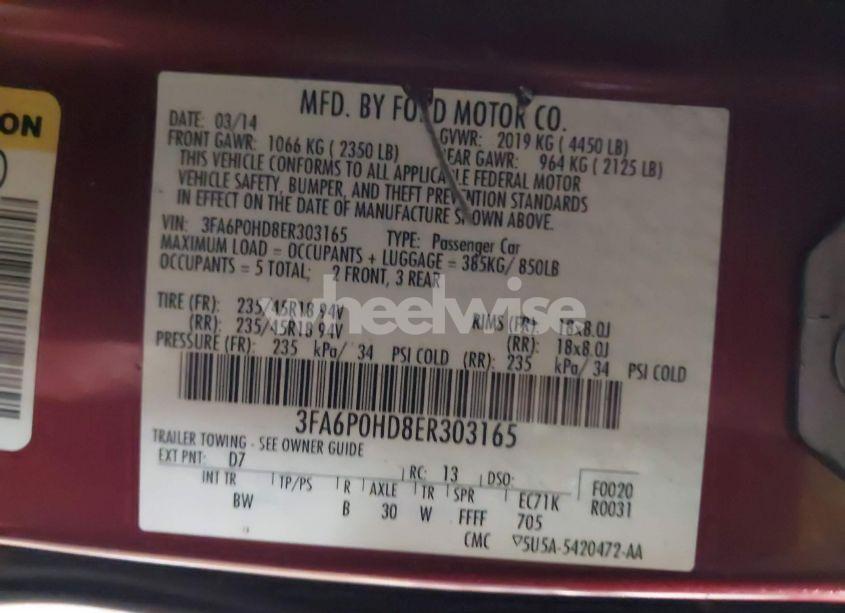 ON
MFD. BY FORD MOTOR CO.
DATE: 03/14 GVWR: 2019 KG ( 4450 LB)
FRONT GAWR: 1066 KG ( 2350 LB) REAR GAWR: 964 KG ( 2125 LB)
THIS VEHICLE CONFORMS TO ALL APPLICABLE FEDERAL MOTOR
VEHICLE SAFETY, BUMPER, AND THEFT PREVENTION STANDARDS
IN EFFECT ON THE DATE OF MANUFACTURE SHOWN ABOVE.
VIN: 3FA6P0HD8ER303165 TYPE: Passenger Car
MAXIMUM LOAD = OCCUPANTS + LUGGAGE = 385KG/ 850LB
OCCUPANTS = 5 TOTAL; 2 FRONT, 3 REAR
wheelwise
TIRE (FR): 235/45R18 94V RIMS (FR): 18x8.0J
(RR): 235/45R18 94V (RR): 18x8.0J
PRESSURE (FR): 235 kPa/ 34 PSI COLD (RR): 235 kPa/ 34 PSI COLD
3FA6P0HD8ER303165
TRAILER TOWING - SEE OWNER GUIDE
EXT PNT: D7 RC: 13 DSO: F0020
INT TR TP/PS R AXLE TR SPR EC71K R0031
BW B 30 W FFFF 705
CMC ▽5U5A-5420472-AA